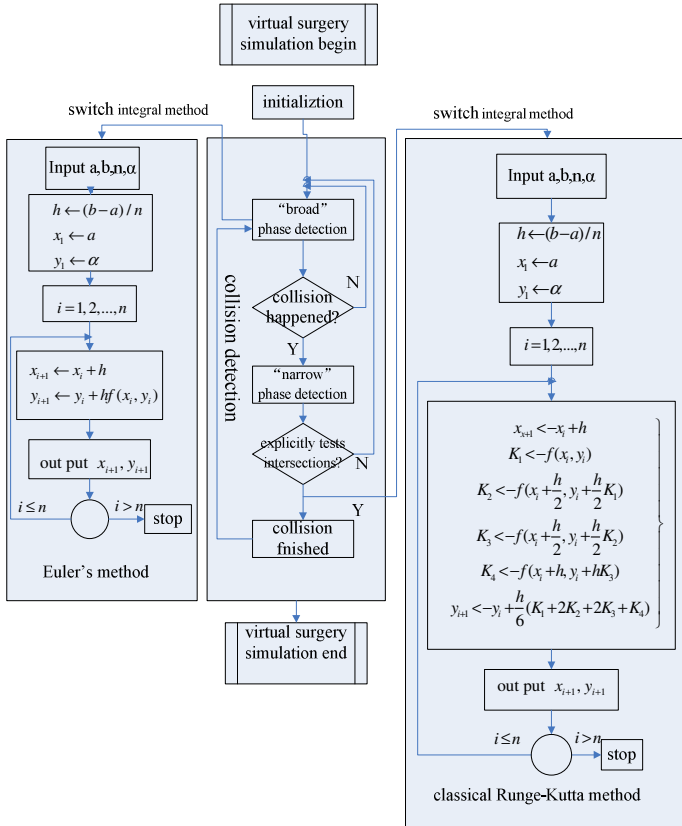 virtual surgery
simulation begin
initializtion
switch integral method
Input a,b,n,α
h ← (b−a)/n
x₁ ← a
y₁ ← α
i = 1, 2, ..., n
xᵢ₊₁ ← xᵢ + h
yᵢ₊₁ ← yᵢ + hf(xᵢ, yᵢ)
out put xᵢ₊₁, yᵢ₊₁
i ≤ n
i > n
stop
Euler's method
collision detection
“broad”
phase detection
N
collision
happened?
Y
“narrow”
phase detection
explicitly tests
intersections?
N
Y
collision
fnished
virtual surgery
simulation end
switch integral method
Input a,b,n,α
h ← (b−a)/n
x₁ ← a
y₁ ← α
i = 1, 2, ..., n
xₓ₊₁ <− xᵢ + h
K₁ <− f(xᵢ, yᵢ)
K₂ <− f(xᵢ + h/2, yᵢ + h/2 K₁)
K₃ <− f(xᵢ + h/2, yᵢ + h/2 K₂)
K₄ <− f(xᵢ + h, yᵢ + hK₃)
yᵢ₊₁ <− yᵢ + h/6 (K₁ + 2K₂ + 2K₃ + K₄)
out put xᵢ₊₁, yᵢ₊₁
i ≤ n
i > n
stop
classical Runge-Kutta method